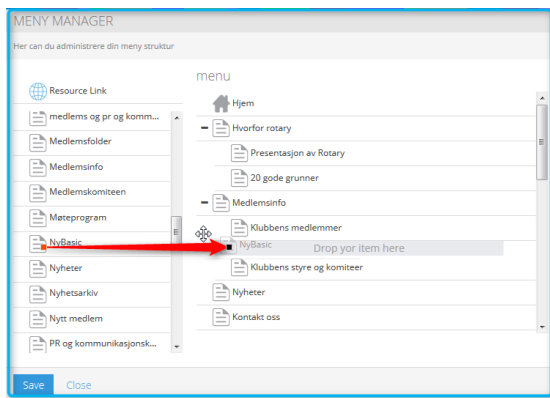 MENY MANAGER
Her can du administrere din meny struktur
Resource Link
medlems og pr og komm...
Medlemsfolder
Medlemsinfo
Medlemskomiteen
Møteprogram
NyBasic
Nyheter
Nyhetsarkiv
Nytt medlem
PR og kommunikasjonsk...
menu
Hjem
Hvorfor rotary
Presentasjon av Rotary
20 gode grunner
Medlemsinfo
Klubbens medlemmer
NyBasic Drop yor item here
Klubbens styre og komiteer
Nyheter
Kontakt oss
Save Close